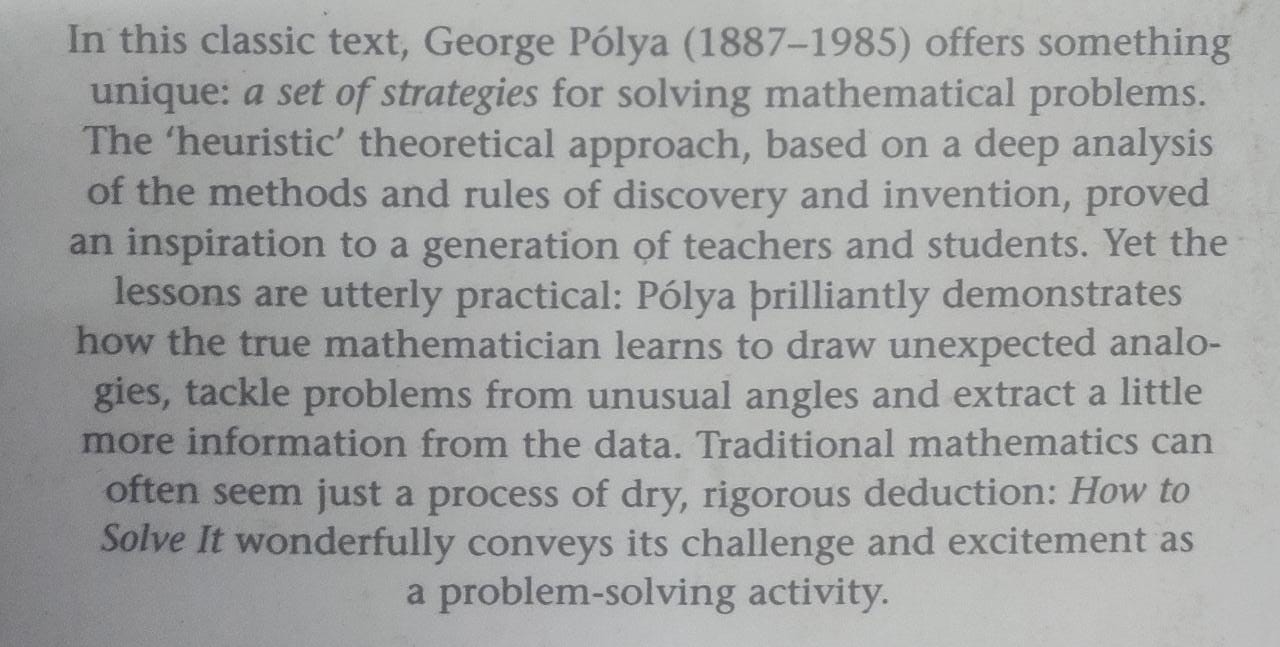 In this classic text, George Pólya (1887–1985) offers something
unique: a set of strategies for solving mathematical problems.
The ‘heuristic’ theoretical approach, based on a deep analysis
of the methods and rules of discovery and invention, proved
an inspiration to a generation of teachers and students. Yet the
lessons are utterly practical: Pólya brilliantly demonstrates
how the true mathematician learns to draw unexpected analo-
gies, tackle problems from unusual angles and extract a little
more information from the data. Traditional mathematics can
often seem just a process of dry, rigorous deduction: How to
Solve It wonderfully conveys its challenge and excitement as
a problem-solving activity.